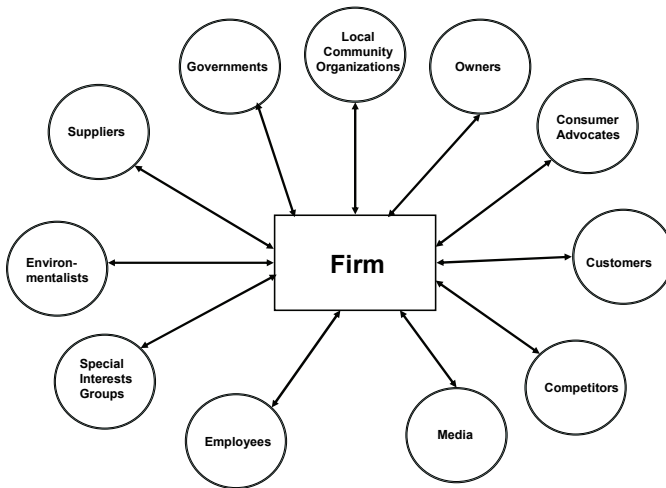 Governments
Local
Community
Organizations
Owners
Consumer
Advocates
Suppliers
Environ-
mentalists
Firm
Customers
Special
Interests
Groups
Competitors
Employees
Media